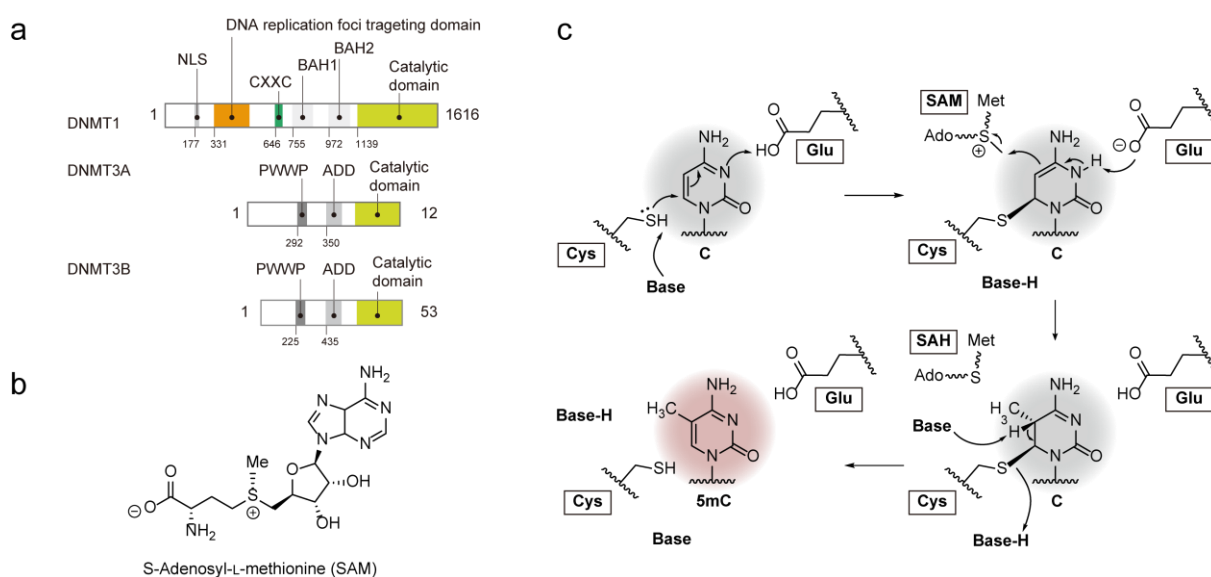 a
DNA replication foci trageting domain
NLS
CXXC
BAH1
BAH2
Catalytic
domain
DNMT1
1
1616
177
331
646
755
972
1139
DNMT3A
PWWP
ADD
Catalytic
domain
1
12
292
350
DNMT3B
PWWP
ADD
Catalytic
domain
1
53
225
435
b
NH2
N
N
N
N
Me
O
O
O
S
⊖
⊕
NH2
OH
OH
S-Adenosyl-L-methionine (SAM)
c
NH2
N
N
O
O
HO
Glu
SH
Cys
C
Base
SAM
Met
Ado
S
⊕
NH2
N
H
N
O
O
O
⊖
Glu
S
Cys
C
Base-H
SAH
Met
Ado
S
O
HO
Glu
NH2
H3C
H
N
N
O
Base
S
Cys
C
Base-H
O
HO
Glu
NH2
H3C
N
N
O
Base-H
SH
Cys
5mC
Base